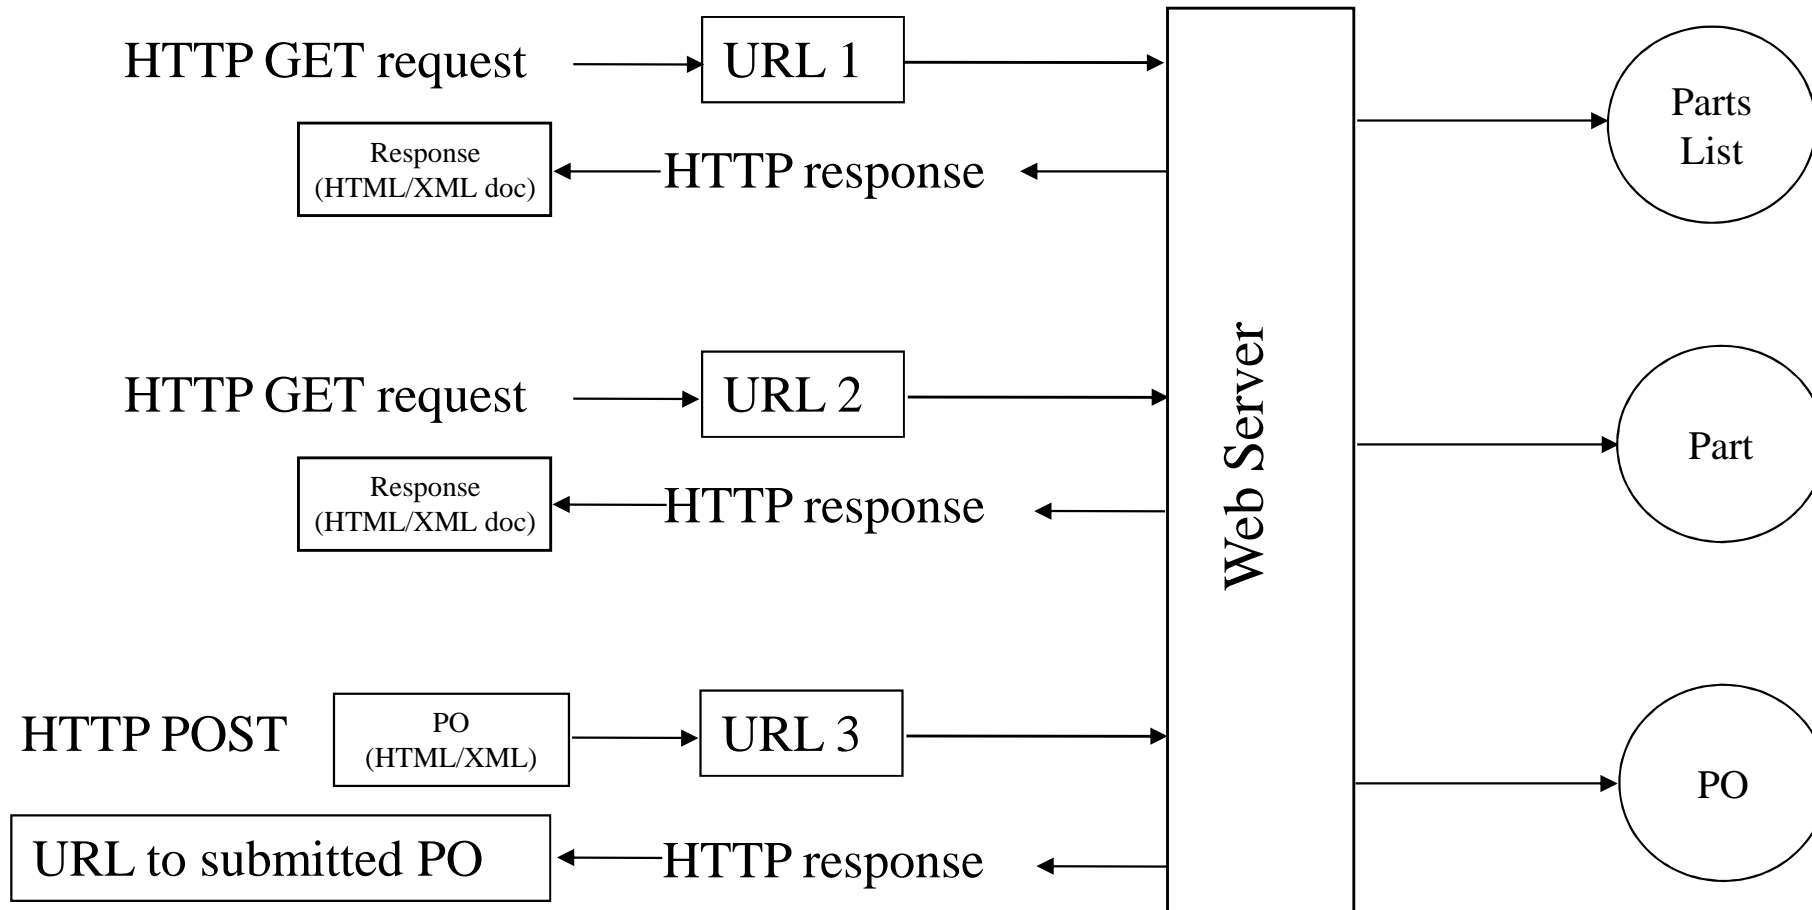 HTTP GET request
URL 1
Response
(HTML/XML doc)
HTTP response
Parts
List
HTTP GET request
URL 2
Response
(HTML/XML doc)
HTTP response
Web Server
Part
HTTP POST
PO
(HTML/XML)
URL 3
PO
URL to submitted PO
HTTP response